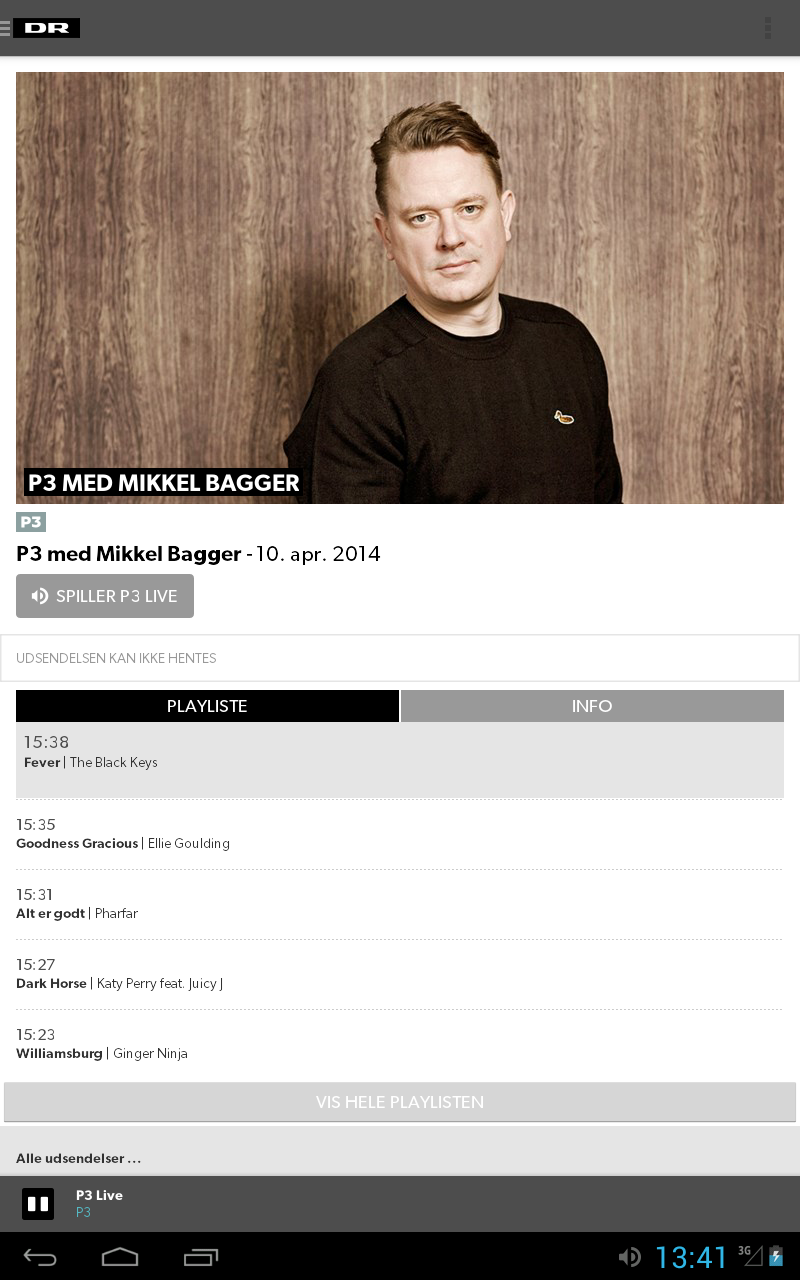 DR
P3 MED MIKKEL BAGGER
P3
P3 med Mikkel Bagger - 10. apr. 2014
SPILLER P3 LIVE
UDSENDELSEN KAN IKKE HENTES
PLAYLISTE INFO
15:38
Fever | The Black Keys
15:35
Goodness Gracious | Ellie Goulding
15:31
Alt er godt | Pharfar
15:27
Dark Horse | Katy Perry feat. Juicy J
15:23
Williamsburg | Ginger Ninja
VIS HELE PLAYLISTEN
Alle udsendelser ...
P3 Live
P3
13:41 3G